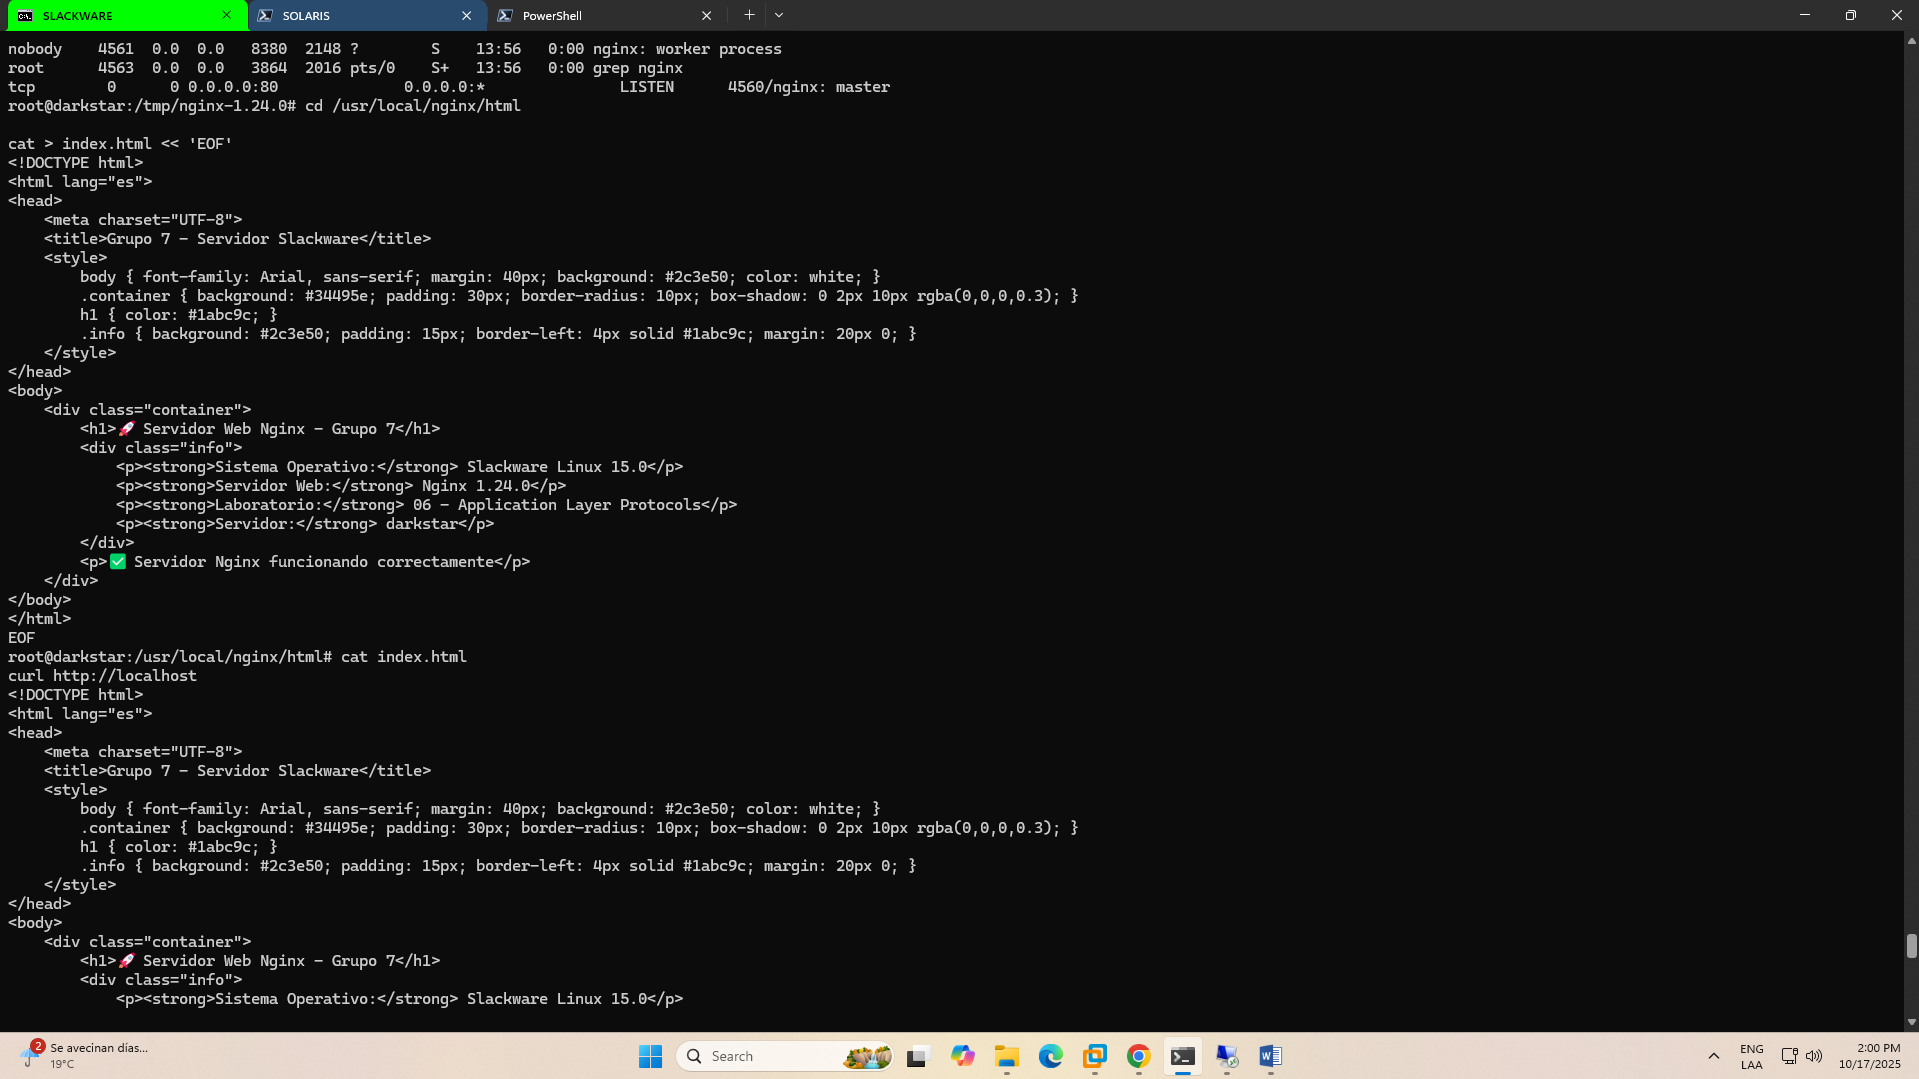 SLACKWARE
SOLARIS
PowerShell
nobody    4561  0.0  0.0   8380  2148 ?        S    13:56   0:00 nginx: worker process
root      4563  0.0  0.0   3864  2016 pts/0    S+   13:56   0:00 grep nginx
tcp        0      0 0.0.0.0:80              0.0.0.0:*               LISTEN      4560/nginx: master
root@darkstar:/tmp/nginx-1.24.0# cd /usr/local/nginx/html
cat > index.html << 'EOF'
<!DOCTYPE html>
<html lang="es">
<head>
    <meta charset="UTF-8">
    <title>Grupo 7 - Servidor Slackware</title>
    <style>
        body { font-family: Arial, sans-serif; margin: 40px; background: #2c3e50; color: white; }
        .container { background: #34495e; padding: 30px; border-radius: 10px; box-shadow: 0 2px 10px rgba(0,0,0,0.3); }
        h1 { color: #1abc9c; }
        .info { background: #2c3e50; padding: 15px; border-left: 4px solid #1abc9c; margin: 20px 0; }
    </style>
</head>
<body>
    <div class="container">
        <h1>🚀 Servidor Web Nginx - Grupo 7</h1>
        <div class="info">
            <p><strong>Sistema Operativo:</strong> Slackware Linux 15.0</p>
            <p><strong>Servidor Web:</strong> Nginx 1.24.0</p>
            <p><strong>Laboratorio:</strong> 06 - Application Layer Protocols</p>
            <p><strong>Servidor:</strong> darkstar</p>
        </div>
        <p>✅ Servidor Nginx funcionando correctamente</p>
    </div>
</body>
</html>
EOF
root@darkstar:/usr/local/nginx/html# cat index.html
curl http://localhost
<!DOCTYPE html>
<html lang="es">
<head>
    <meta charset="UTF-8">
    <title>Grupo 7 - Servidor Slackware</title>
    <style>
        body { font-family: Arial, sans-serif; margin: 40px; background: #2c3e50; color: white; }
        .container { background: #34495e; padding: 30px; border-radius: 10px; box-shadow: 0 2px 10px rgba(0,0,0,0.3); }
        h1 { color: #1abc9c; }
        .info { background: #2c3e50; padding: 15px; border-left: 4px solid #1abc9c; margin: 20px 0; }
    </style>
</head>
<body>
    <div class="container">
        <h1>🚀 Servidor Web Nginx - Grupo 7</h1>
        <div class="info">
            <p><strong>Sistema Operativo:</strong> Slackware Linux 15.0</p>
2
Se avecinan días...
19°C
Search
ENG
LAA
2:00 PM
10/17/2025